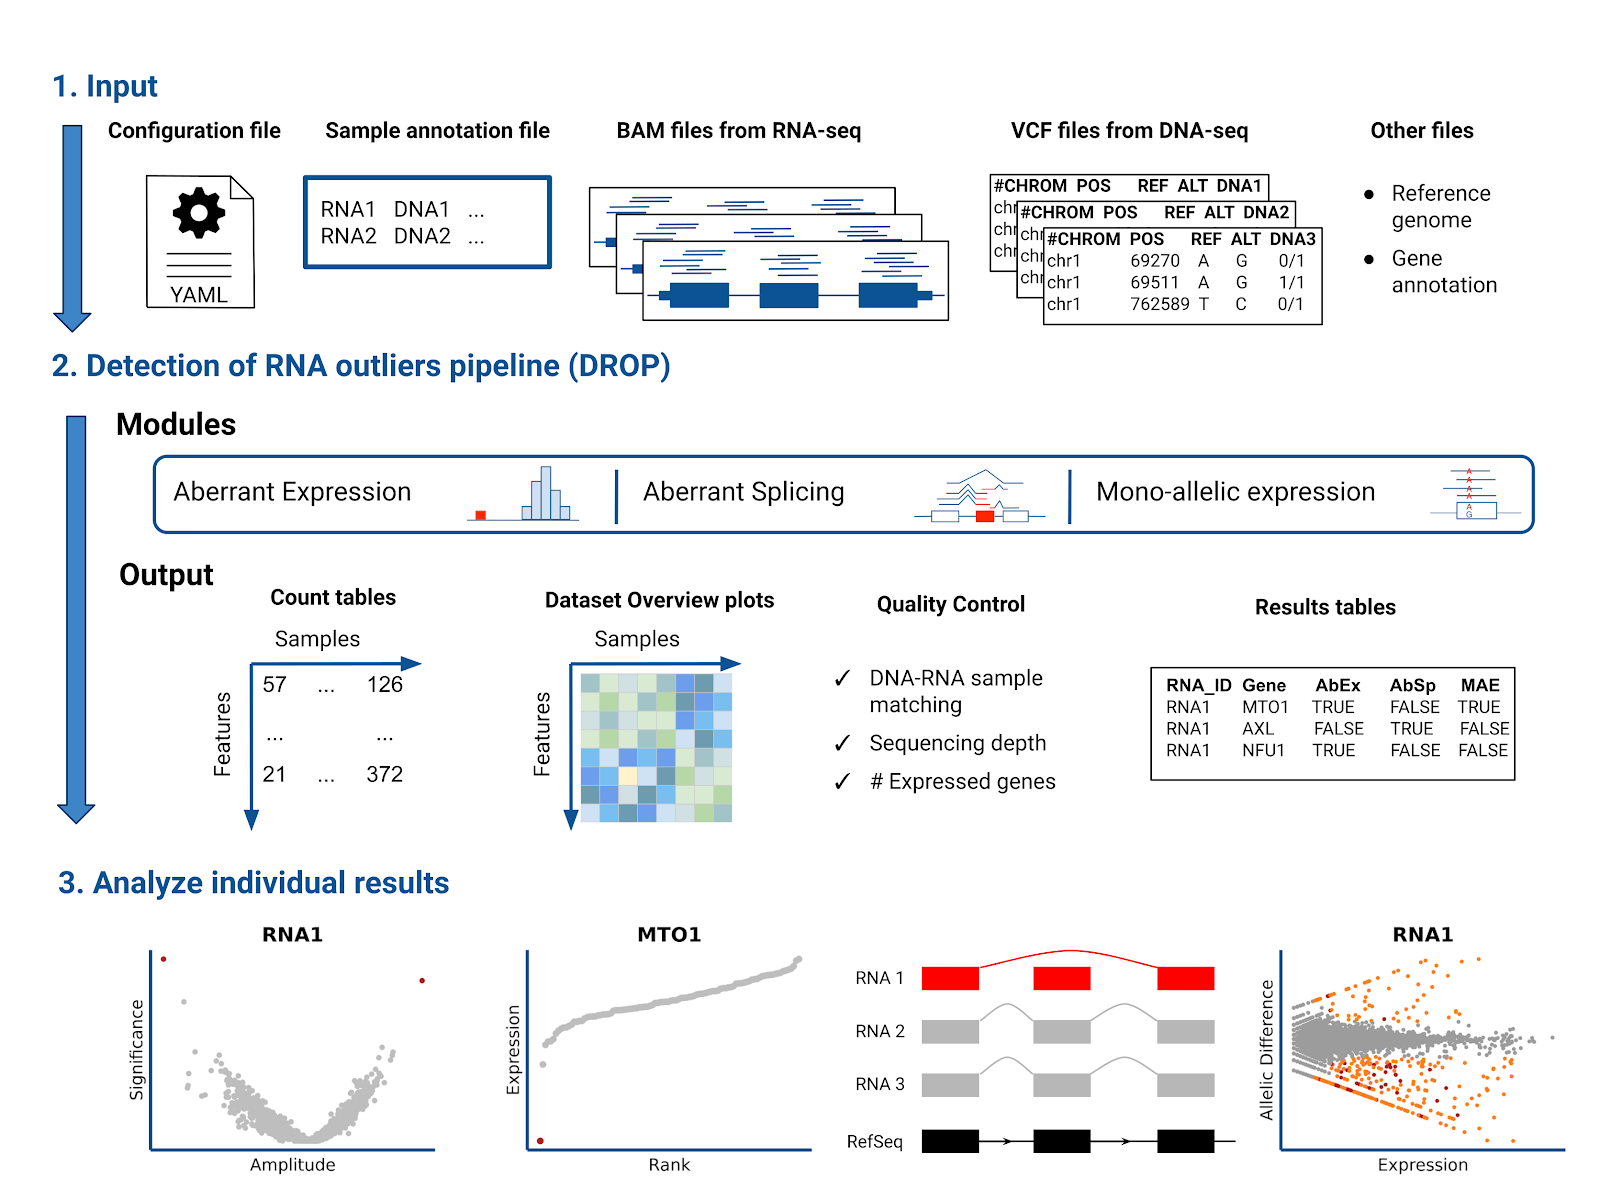 1. Input
Configuration file
Sample annotation file
BAM files from RNA-seq
VCF files from DNA-seq
Other files
YAML
RNA1 DNA1 ...
RNA2 DNA2 ...
#CHROM POS REF ALT DNA1
chr
chr
chr
#CHROM POS REF ALT DNA2
chr
chr
chr
#CHROM POS REF ALT DNA3
chr1 69270 A G 0/1
chr1 69511 A G 1/1
chr1 762589 T C 0/1
● Reference
genome
● Gene
annotation
2. Detection of RNA outliers pipeline (DROP)
Modules
Aberrant Expression
Aberrant Splicing
Mono-allelic expression
A
A
A
A
A
G
Output
Count tables
Samples
Features
57 ... 126
... ...
21 ... 372
Dataset Overview plots
Samples
Features
Quality Control
✓ DNA-RNA sample
matching
✓ Sequencing depth
✓ # Expressed genes
Results tables
RNA_ID Gene AbEx AbSp MAE
RNA1 MTO1 TRUE FALSE TRUE
RNA1 AXL FALSE TRUE FALSE
RNA1 NFU1 TRUE FALSE FALSE
3. Analyze individual results
RNA1
Significance
Amplitude
MTO1
Expression
Rank
RNA 1
RNA 2
RNA 3
RefSeq
RNA1
Allelic Difference
Expression